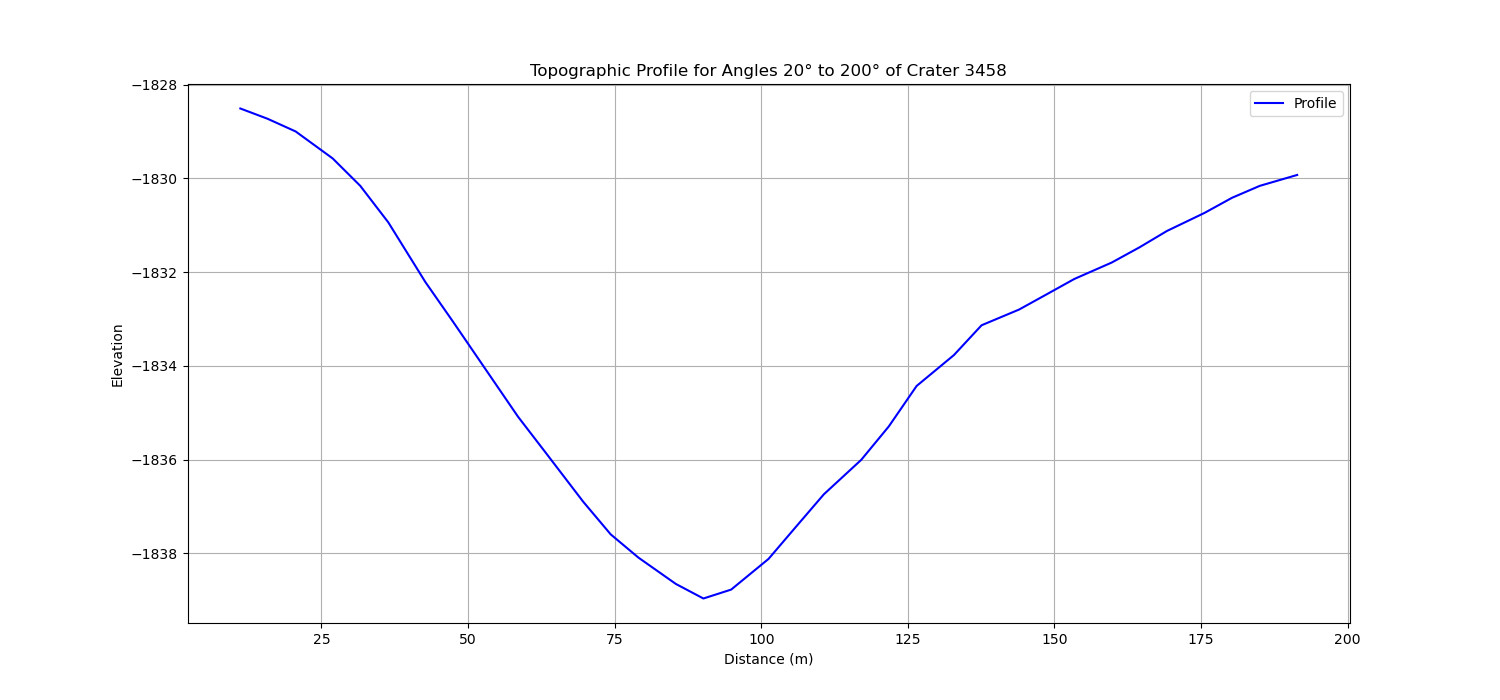 Topographic Profile for Angles 20° to 200° of Crater 3458
Profile
−1828
−1830
−1832
−1834
−1836
−1838
Elevation
25 50 75 100 125 150 175 200
Distance (m)